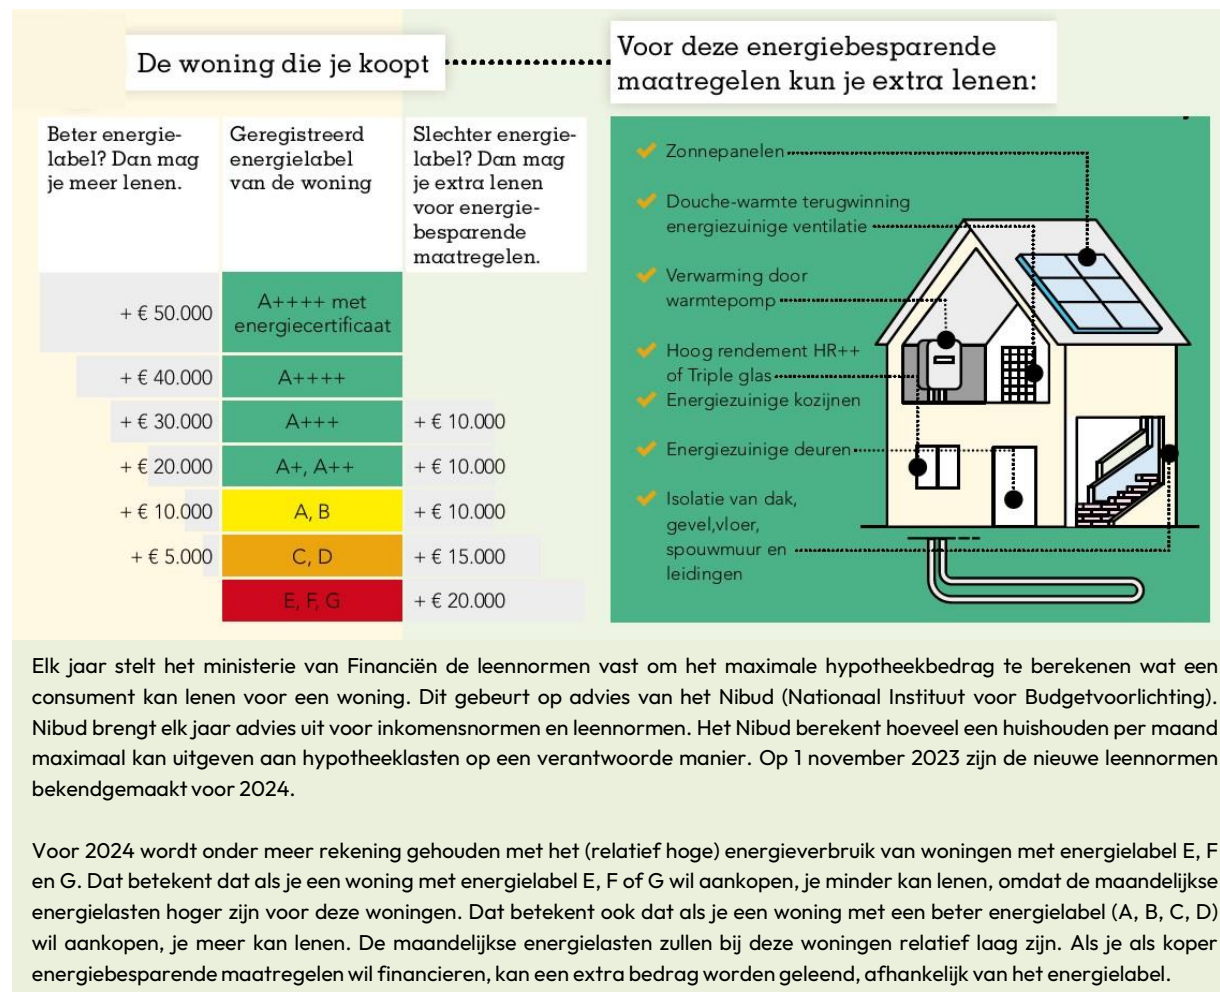 De woning die je koopt
Voor deze energiebesparende
maatregelen kun je extra lenen:
Beter energie-
label? Dan mag
je meer lenen.
Geregistreerd
energielabel
van de woning
Slechter energie-
label? Dan mag
je extra lenen
voor energie-
besparende
maatregelen.
+ € 50.000
A++++ met
energiecertificaat
+ € 40.000 A++++
+ € 30.000 A+++ + € 10.000
+ € 20.000 A+, A++ + € 10.000
+ € 10.000 A, B + € 10.000
+ € 5.000 C, D + € 15.000
E, F, G + € 20.000
Zonnepanelen
Douche-warmte terugwinning
energiezuinige ventilatie
Verwarming door
warmtepomp
Hoog rendement HR++
of Triple glas
Energiezuinige kozijnen
Energiezuinige deuren
Isolatie van dak,
gevel,vloer,
spouwmuur en
leidingen
Elk jaar stelt het ministerie van Financiën de leennormen vast om het maximale hypotheekbedrag te berekenen wat een
consument kan lenen voor een woning. Dit gebeurt op advies van het Nibud (Nationaal Instituut voor Budgetvoorlichting).
Nibud brengt elk jaar advies uit voor inkomensnormen en leennormen. Het Nibud berekent hoeveel een huishouden per maand
maximaal kan uitgeven aan hypotheeklasten op een verantwoorde manier. Op 1 november 2023 zijn de nieuwe leennormen
bekendgemaakt voor 2024.
Voor 2024 wordt onder meer rekening gehouden met het (relatief hoge) energieverbruik van woningen met energielabel E, F
en G. Dat betekent dat als je een woning met energielabel E, F of G wil aankopen, je minder kan lenen, omdat de maandelijkse
energielasten hoger zijn voor deze woningen. Dat betekent ook dat als je een woning met een beter energielabel (A, B, C, D)
wil aankopen, je meer kan lenen. De maandelijkse energielasten zullen bij deze woningen relatief laag zijn. Als je als koper
energiebesparende maatregelen wil financieren, kan een extra bedrag worden geleend, afhankelijk van het energielabel.